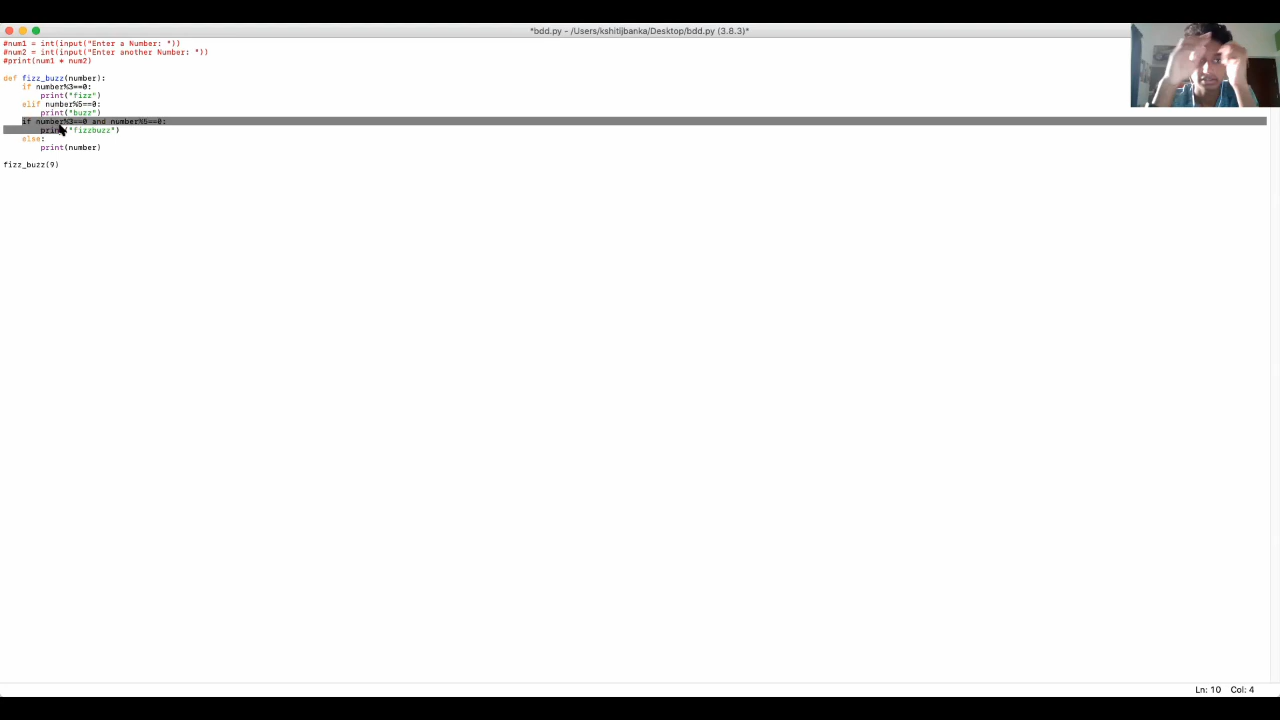 *bdd.py - /Users/kshitijbanka/Desktop/bdd.py (3.8.3)*
#num1 = int(input("Enter a Number: "))
#num2 = int(input("Enter another Number: "))
#print(num1 * num2)
def fizz_buzz(number):
    if number%3==0:
        print("fizz")
    elif number%5==0:
        print("buzz")
    if number%3==0 and number%5==0:
        print("fizzbuzz")
    else:
        print(number)
fizz_buzz(9)
Ln: 10 Col: 4